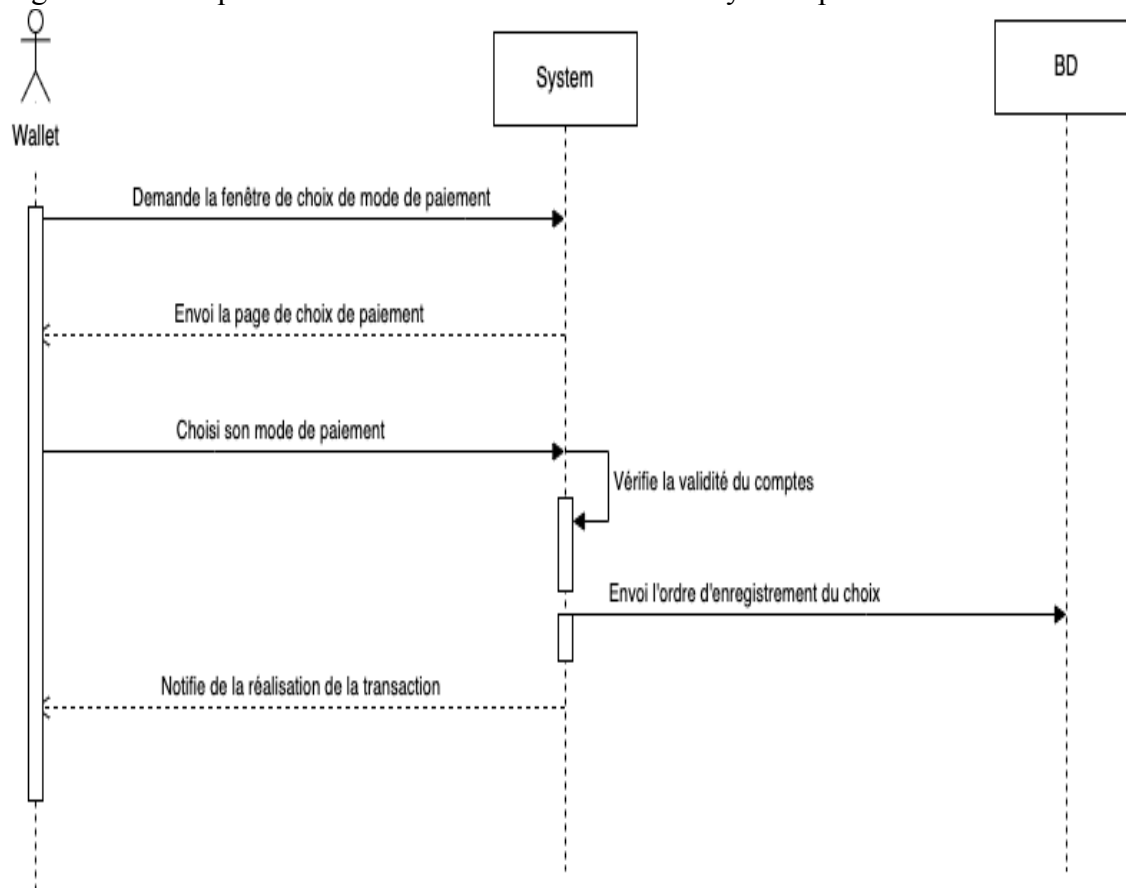 System
BD
Wallet
Demande la fenêtre de choix de mode de paiement
Envoi la page de choix de paiement
Choisi son mode de paiement
Vérifie la validité du comptes
Envoi l'ordre d'enregistrement du choix
Notifie de la réalisation de la transaction